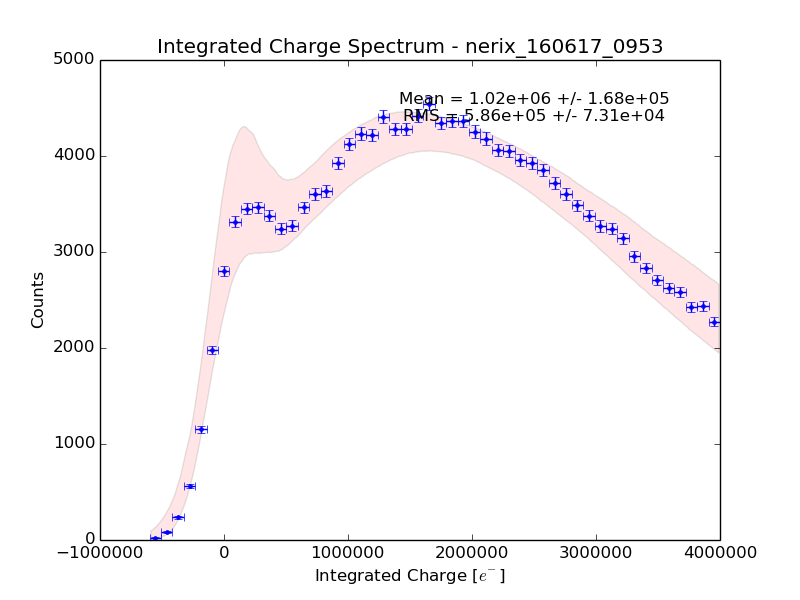 Integrated Charge Spectrum - nerix_160617_0953
5000
Mean = 1.02e+06 +/- 1.68e+05
RMS = 5.86e+05 +/- 7.31e+04
4000
3000
Counts
2000
1000
0
−1000000 0 1000000 2000000 3000000 4000000
Integrated Charge [e⁻]